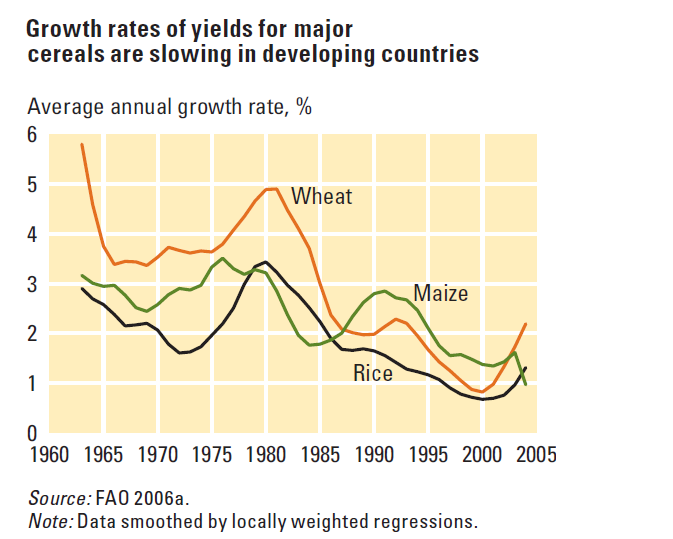 Growth rates of yields for major
cereals are slowing in developing countries
Average annual growth rate, %
6
5
4
3
2
1
0
Wheat
Maize
Rice
1960 1965 1970 1975 1980 1985 1990 1995 2000 2005
Source: FAO 2006a.
Note: Data smoothed by locally weighted regressions.